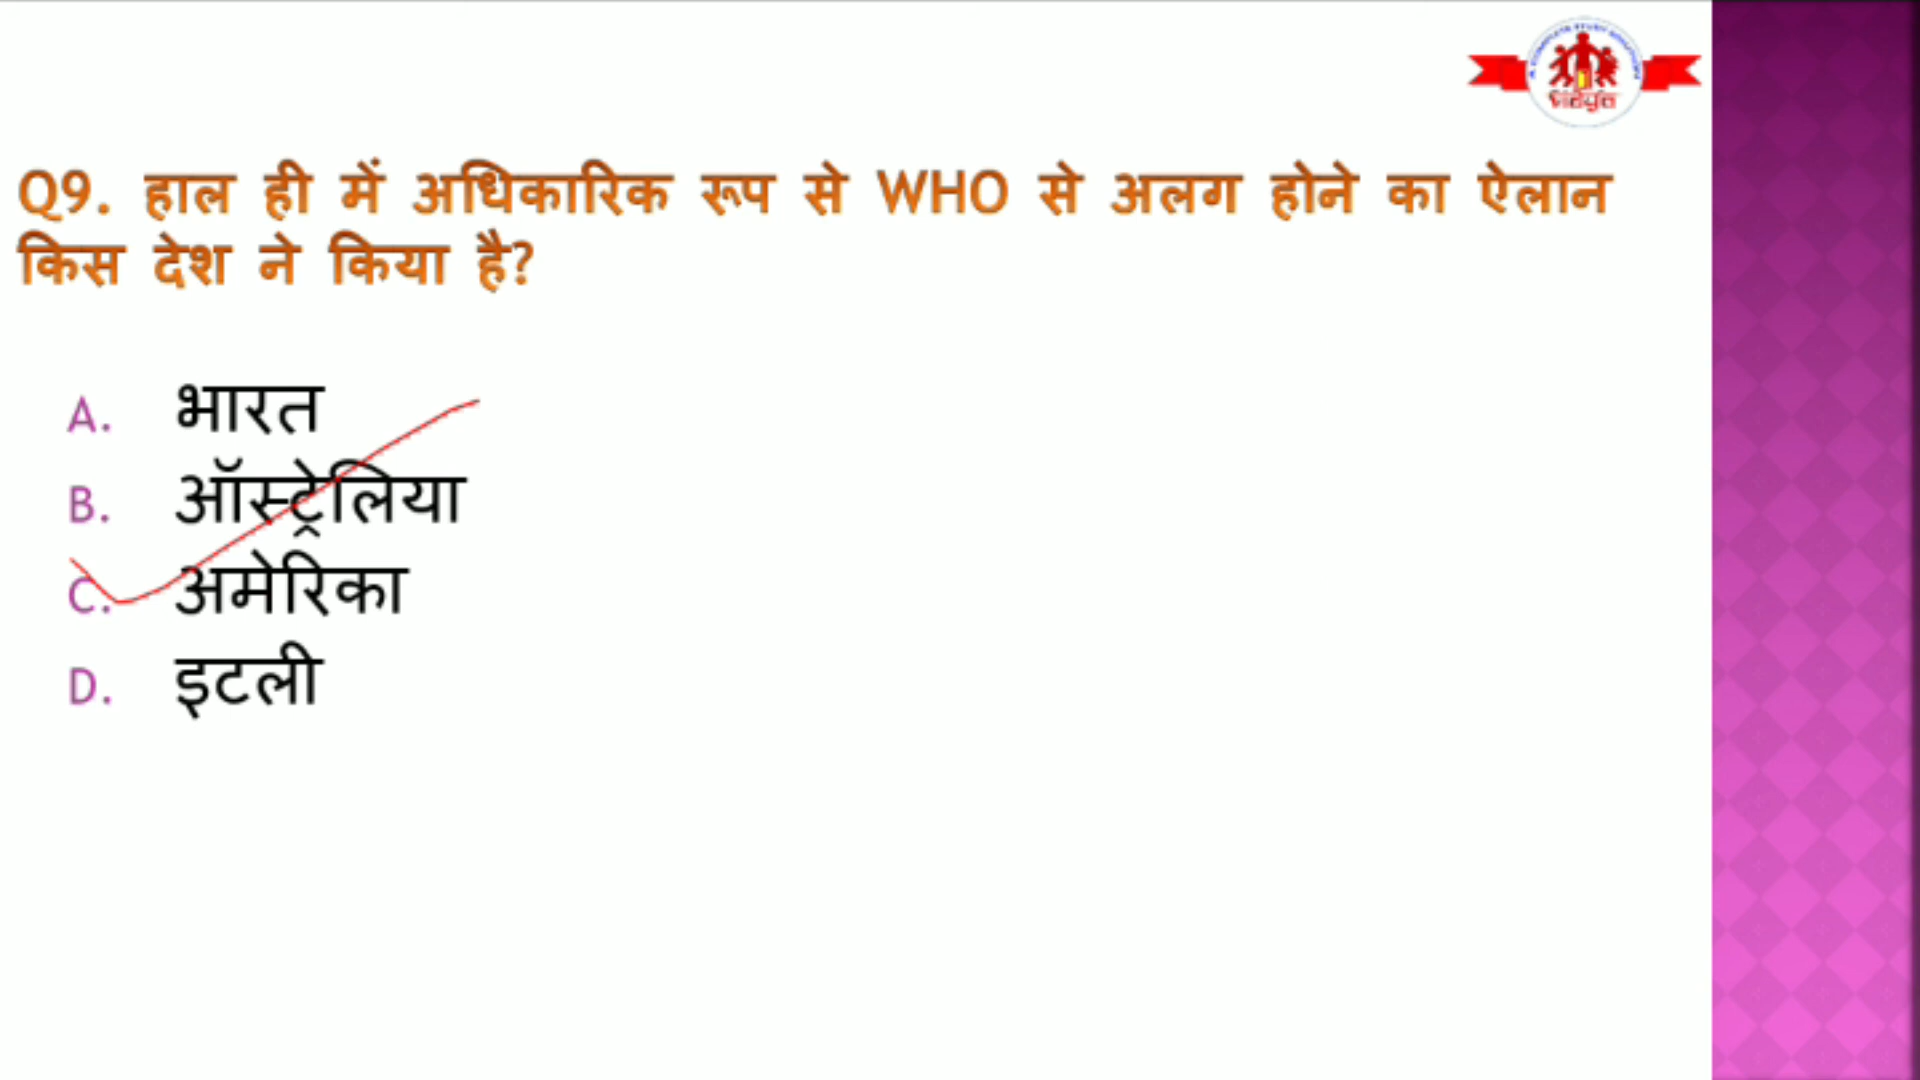 Q9. हाल ही में अधिकारिक रूप से WHO से अलग होने का ऐलान
किस देश ने किया है?
A. भारत
B. ऑस्ट्रेलिया
C. अमेरिका
D. इटली